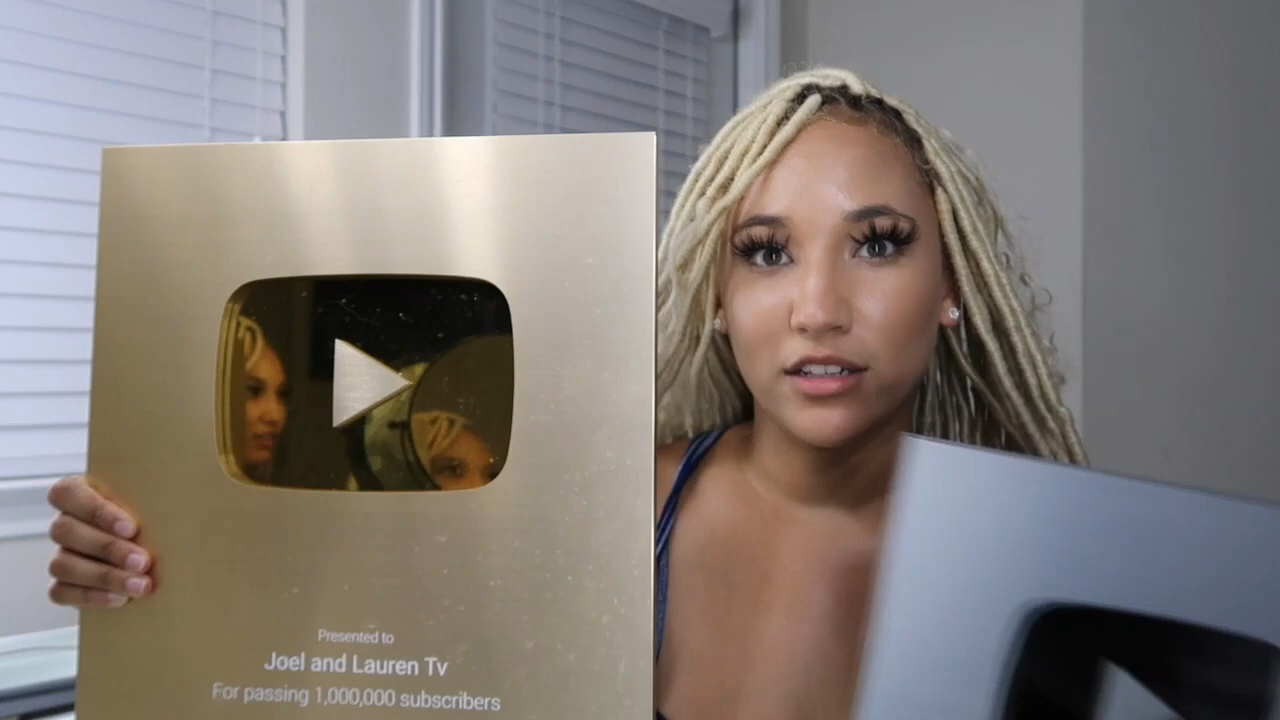 Presented to
Joel and Lauren Tv
For passing 1,000,000 subscribers